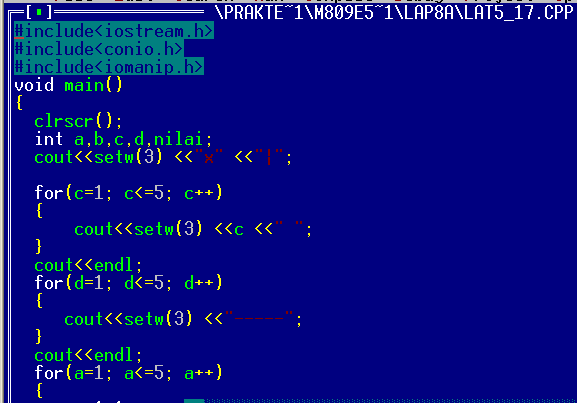 [▪] \PRAKTE~1\M809E5~1\LAP8A\LAT5_17.CPP
#include<iostream.h>
#include<conio.h>
#include<iomanip.h>
void main()
{
clrscr();
int a,b,c,d,nilai;
cout<<setw(3) <<"x" <<"|";
for(c=1; c<=5; c++)
{
cout<<setw(3) <<c <<" ";
}
cout<<endl;
for(d=1; d<=5; d++)
{
cout<<setw(3) <<"-----";
}
cout<<endl;
for(a=1; a<=5; a++)
{